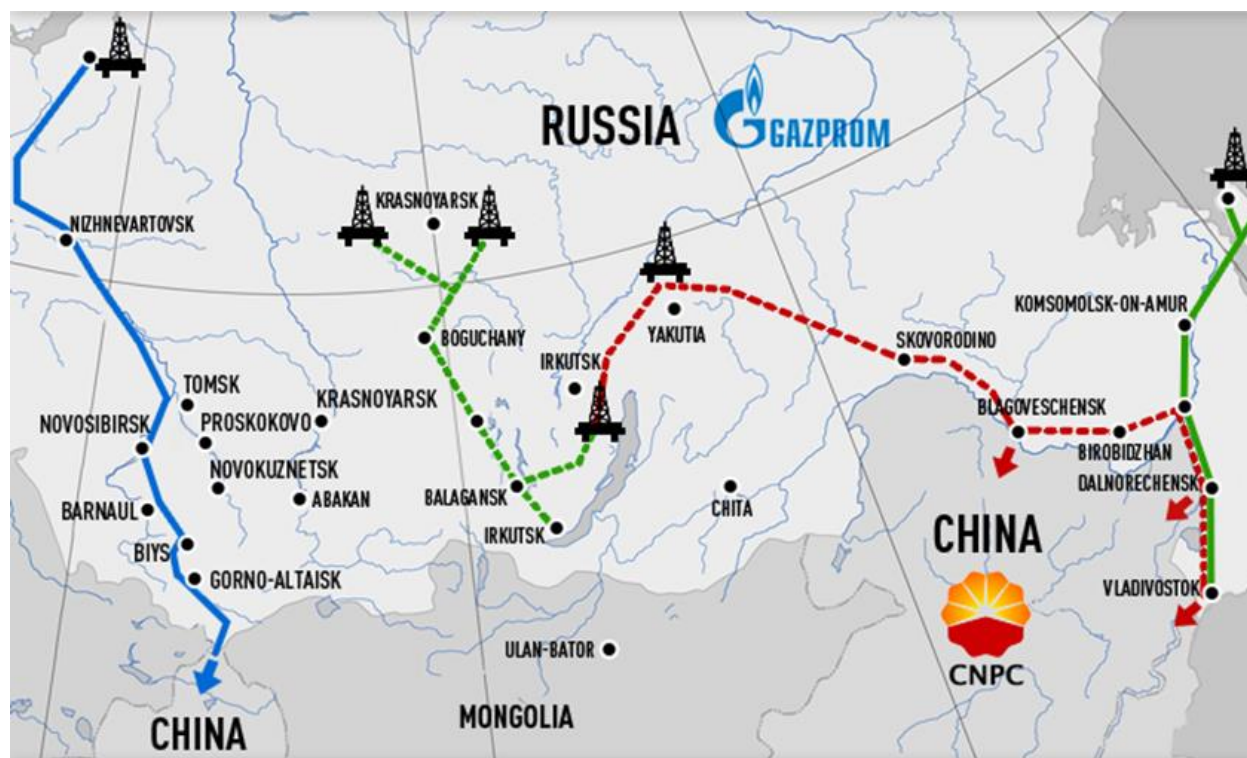 RUSSIA
GAZPROM
KRASNOYARSK
NIZHNEVARTOVSK
KOMSOMOLSK-ON-AMUR
BOGUCHANY
YAKUTIA
SKOVORODINO
IRKUTSK
TOMSK
KRASNOYARSK
PROSKOKOVO
BLAGOVESCHENSK
NOVOSIBIRSK
BIROBIDZHAN
NOVOKUZNETSK
DALNORECHENSK
ABAKAN
BALAGANSK
BARNAUL
CHITA
IRKUTSK
CHINA
BIYS
GORNO-ALTAISK
VLADIVOSTOK
ULAN-BATOR
CNPC
MONGOLIA
CHINA